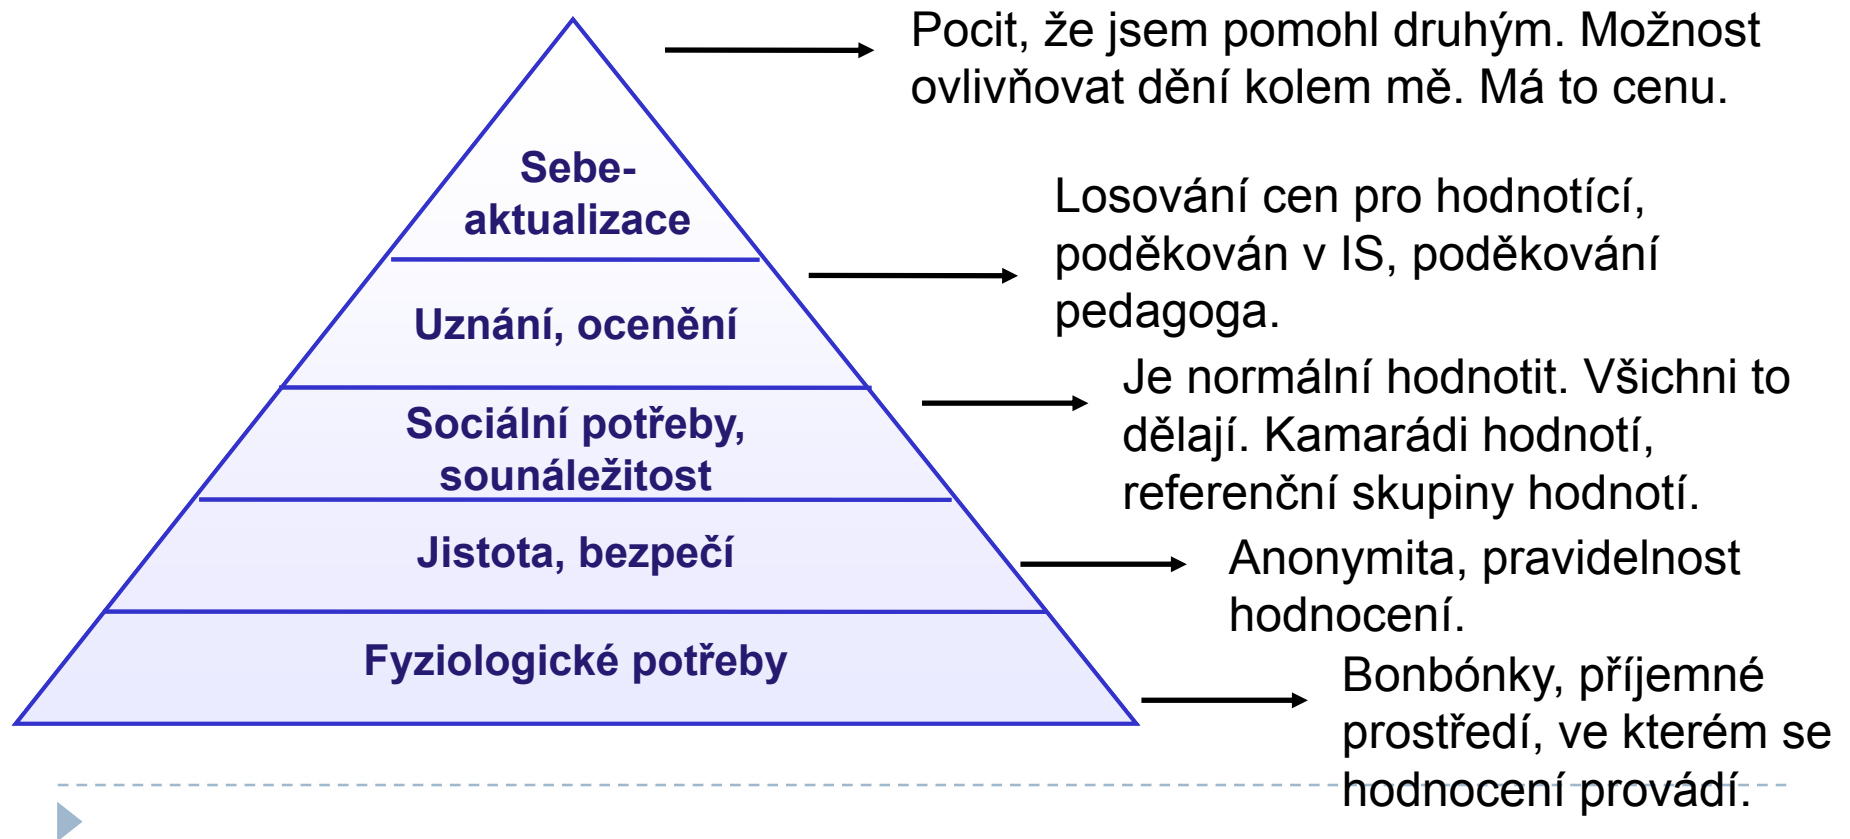 Pocit, že jsem pomohl druhým. Možnost
ovlivňovat dění kolem mě. Má to cenu.
Sebe-
aktualizace
Losování cen pro hodnotící,
poděkován v IS, poděkování
pedagoga.
Uznání, ocenění
Je normální hodnotit. Všichni to
dělají. Kamarádi hodnotí,
referenční skupiny hodnotí.
Sociální potřeby,
sounáležitost
Anonymita, pravidelnost
hodnocení.
Jistota, bezpečí
Bonbónky, příjemné
prostředí, ve kterém se
hodnocení provádí.
Fyziologické potřeby